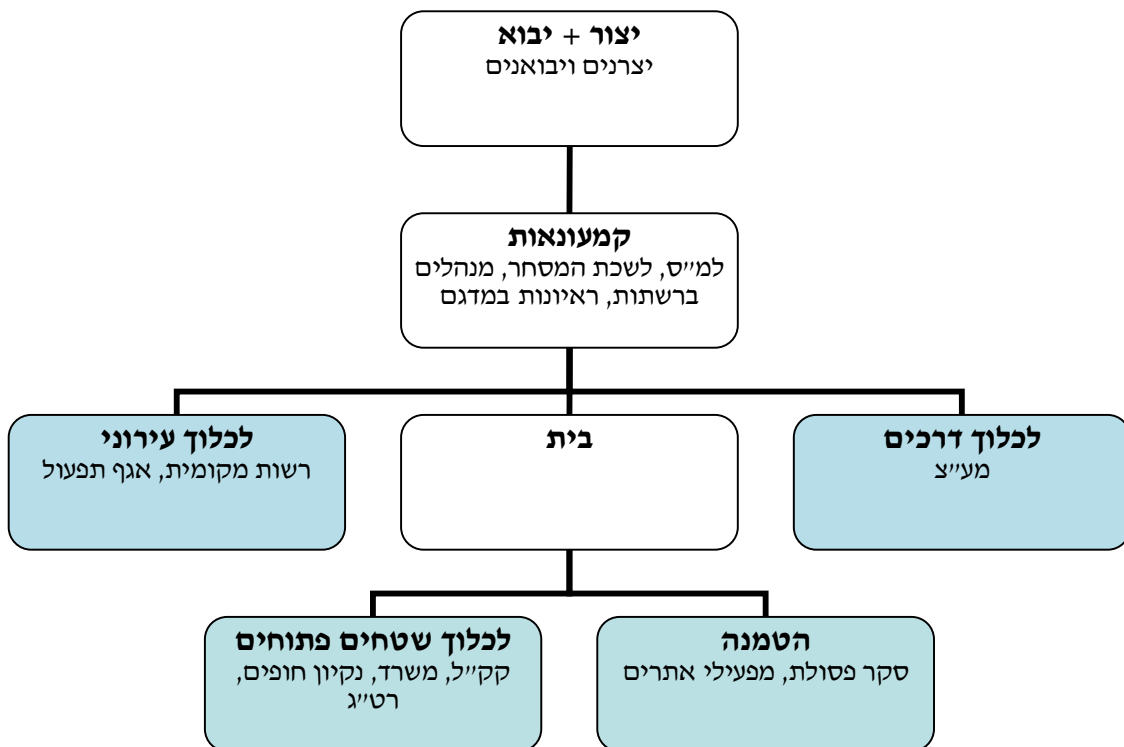 יצור + יבוא
יצרנים ויבואנים
קמעונאות
למ״ס, לשכת המסחר, מנהלים
ברשתות, ראיונות במדגם
לכלוך דרכים
מע״צ
בית
לכלוך עירוני
רשות מקומית, אגף תפעול
הטמנה
סקר פסולת, מפעילי אתרים
לכלוך שטחים פתוחים
קק״ל, משרד, נקיון חופים,
רט״ג